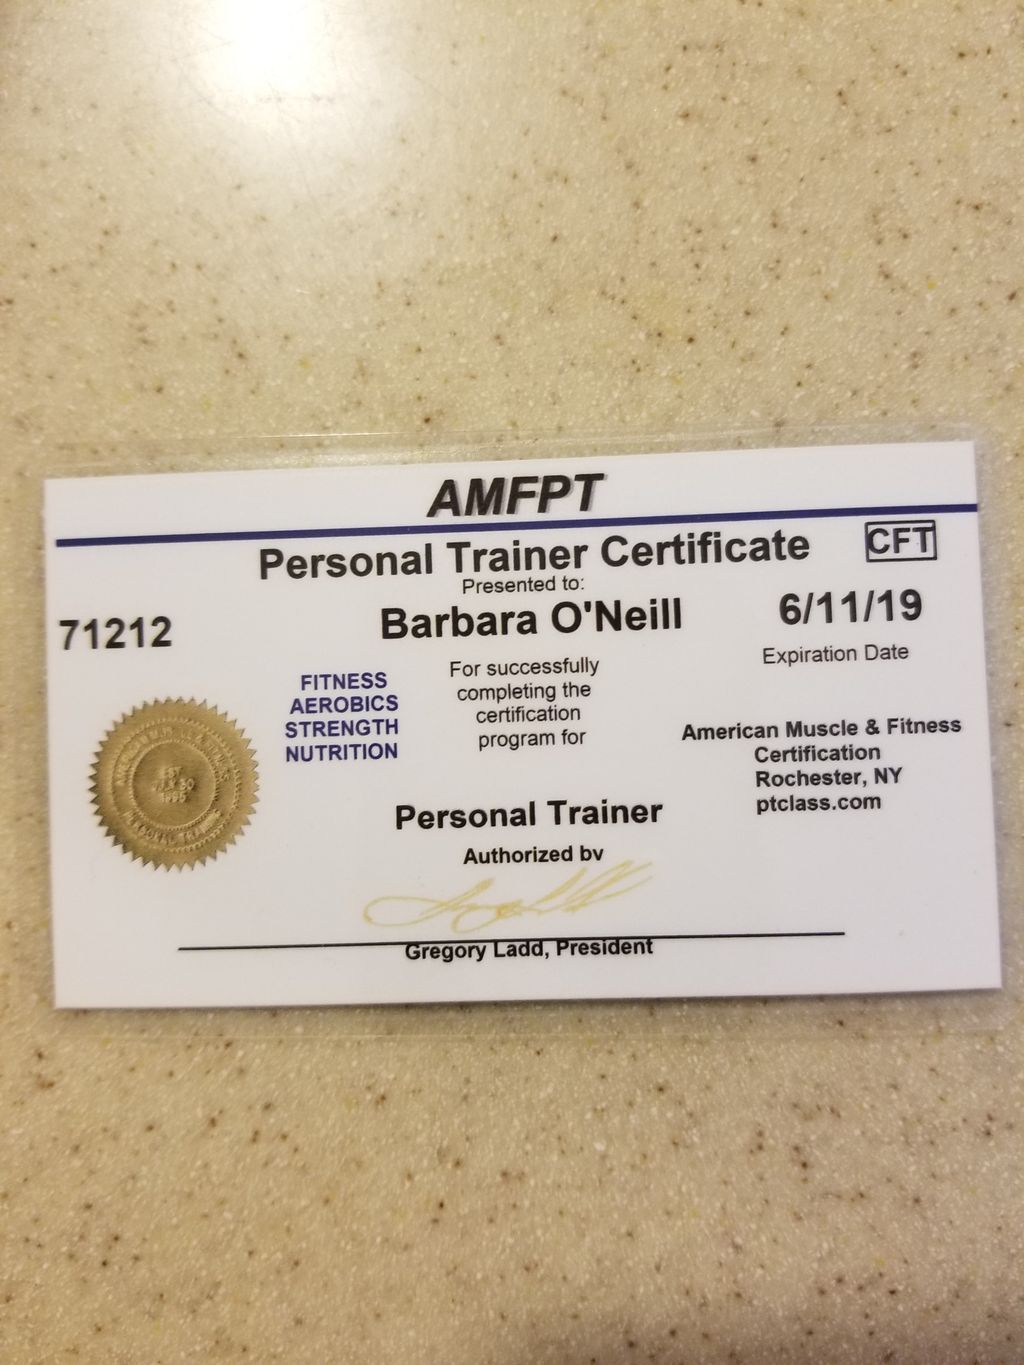 AMFPT
Personal Trainer Certificate
CFT
Presented to:
71212
Barbara O'Neill
6/11/19
Expiration Date
FITNESS
AEROBICS
STRENGTH
NUTRITION
For successfully
completing the
certification
program for
American Muscle & Fitness
Certification
Rochester, NY
ptclass.com
Personal Trainer
Authorized by
Gregory Ladd, President